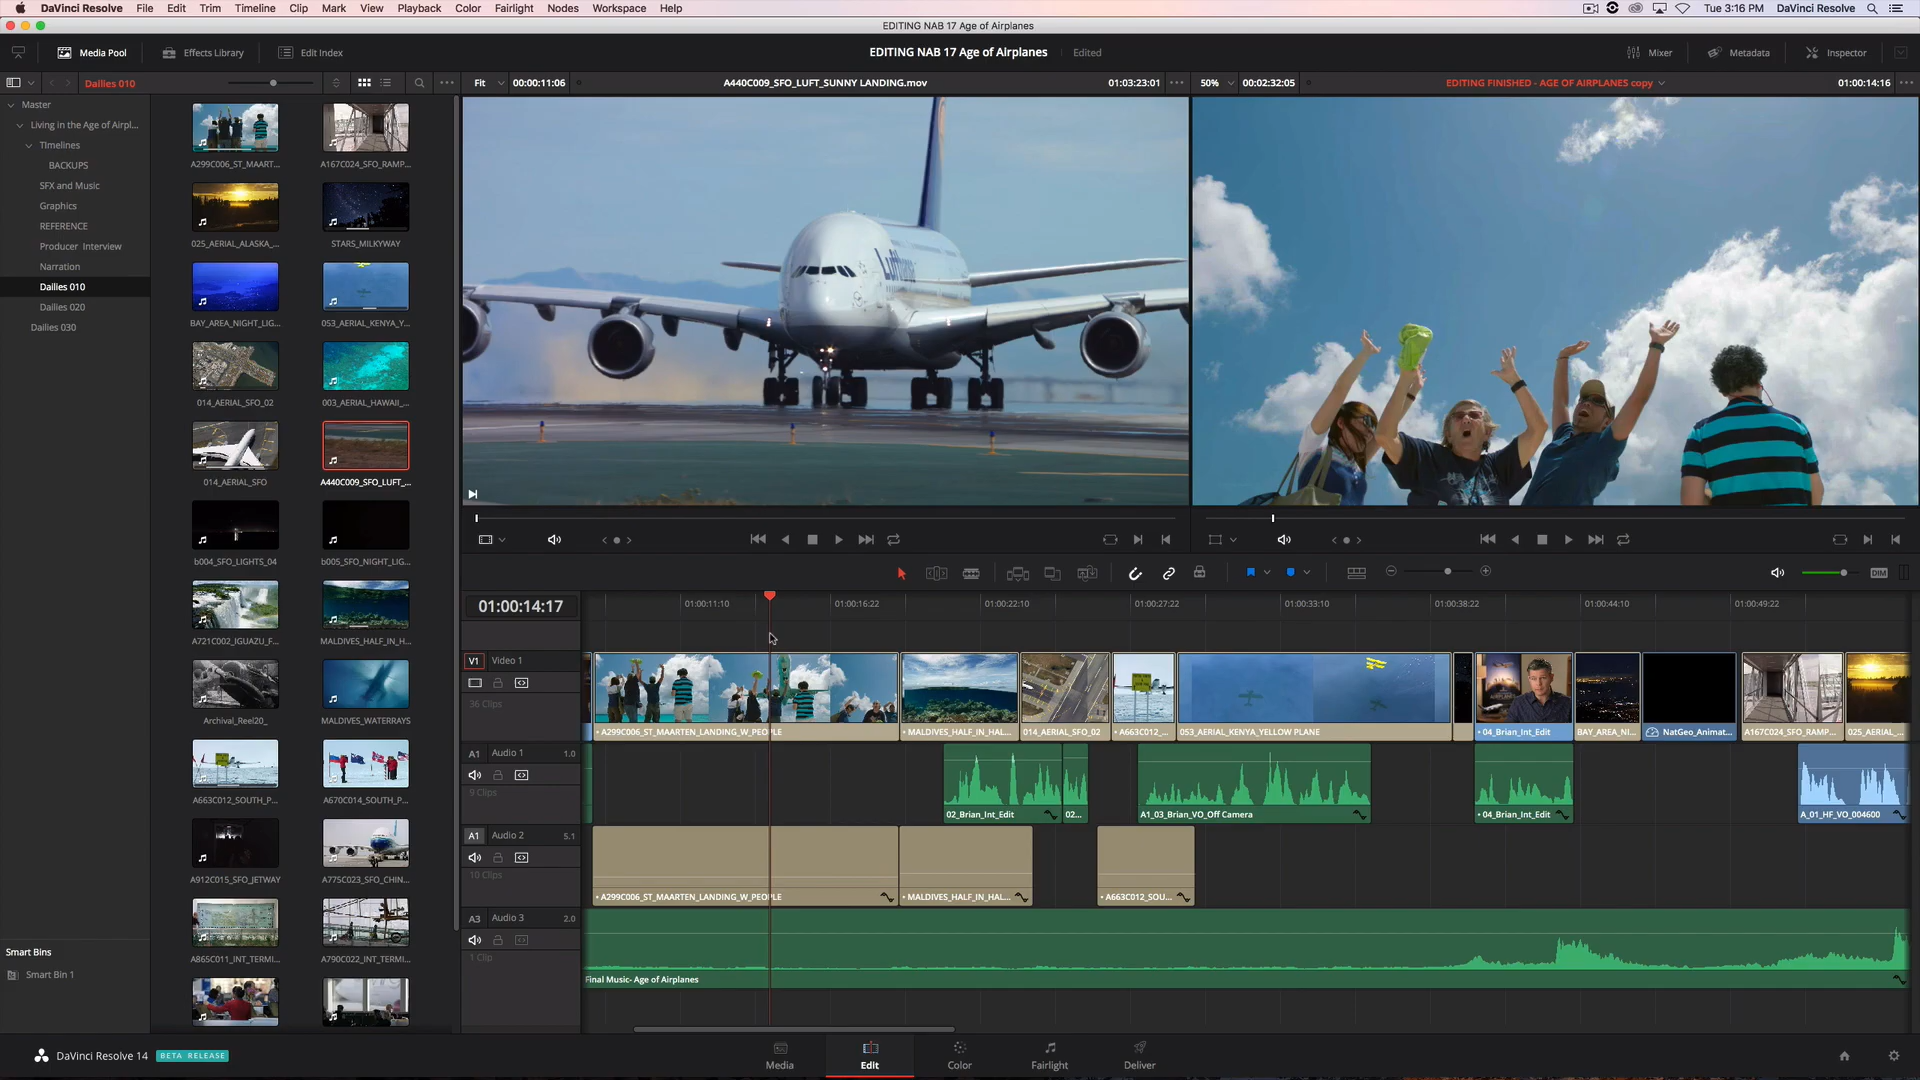 DaVinci Resolve File Edit Trim Timeline Clip Mark View Playback Color Fairlight Nodes Workspace Help Tue 3:16 PM DaVinci Resolve
EDITING NAB 17 Age of Airplanes
Media Pool Effects Library Edit Index EDITING NAB 17 Age of Airplanes Edited Mixer Metadata Inspector
Dailies 010 Fit 00:00:11:06 A440C009_SFO_LUFT_SUNNY LANDING.mov 01:03:23:01 50% 00:02:32:05 EDITING FINISHED - AGE OF AIRPLANES copy 01:00:14:16
Master
Living in the Age of Airpl...
Timelines
BACKUPS
SFX and Music
Graphics
REFERENCE
Producer Interview
Narration
Dailies 010
Dailies 020
Dailies 030
Smart Bins
Smart Bin 1
A299C006_ST_MAART... A167C024_SFO_RAMP...
025_AERIAL_ALASKA_... STARS_MILKYWAY
BAY_AREA_NIGHT_LIG... 053_AERIAL_KENYA_Y...
014_AERIAL_SFO_02 003_AERIAL_HAWAII_...
014_AERIAL_SFO A440C009_SFO_LUFT_...
b004_SFO_LIGHTS_04 b005_SFO_NIGHT_LIG...
A721C002_IGUAZU_F... MALDIVES_HALF_IN_H...
Archival_Reel20_ MALDIVES_WATERRAYS
A663C012_SOUTH_P... A670C014_SOUTH_P...
A912C015_SFO_JETWAY A775C023_SFO_CHIN...
A865C011_INT_TERMI... A790C022_INT_TERMI...
Lufthansa
DIM
01:00:14:17 01:00:11:10 01:00:16:22 01:00:22:10 01:00:27:22 01:00:33:10 01:00:38:22 01:00:44:10 01:00:49:22
V1 Video 1
36 Clips
A299C006_ST_MAARTEN_LANDING_W_PEOPLE MALDIVES_HALF_IN_HAL... 014_AERIAL_SFO_02 A663C012_... 053_AERIAL_KENYA_YELLOW PLANE 04_Brian_Int_Edit BAY_AREA_NI... NatGeo_Animat... A167C024_SFO_RAMP... 025_AERIAL_...
A1 Audio 1 1.0
9 Clips
02_Brian_Int_Edit 02... A1_03_Brian_VO_Off Camera 04_Brian_Int_Edit A_01_HF_VO_004600
A1 Audio 2 5.1
10 Clips
A299C006_ST_MAARTEN_LANDING_W_PEOPLE MALDIVES_HALF_IN_HAL... A663C012_SOU...
A3 Audio 3 2.0
1 Clip
Final Music- Age of Airplanes
DaVinci Resolve 14 BETA RELEASE Media Edit Color Fairlight Deliver